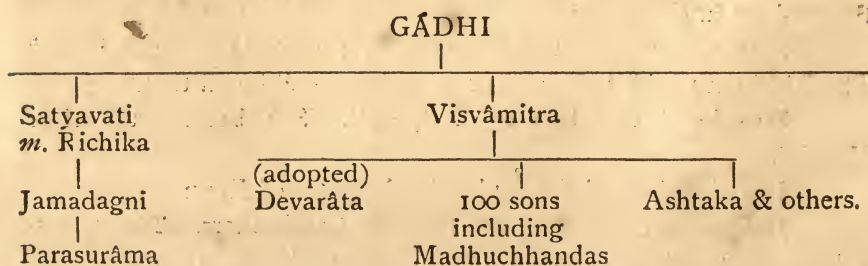 GÁDHI
Satyavati Visvâmitra
m. Richika
(adopted)
Jamadagni Devarâta 100 sons Ashtaka & others.
including
Parasurâma Madhuchhandas